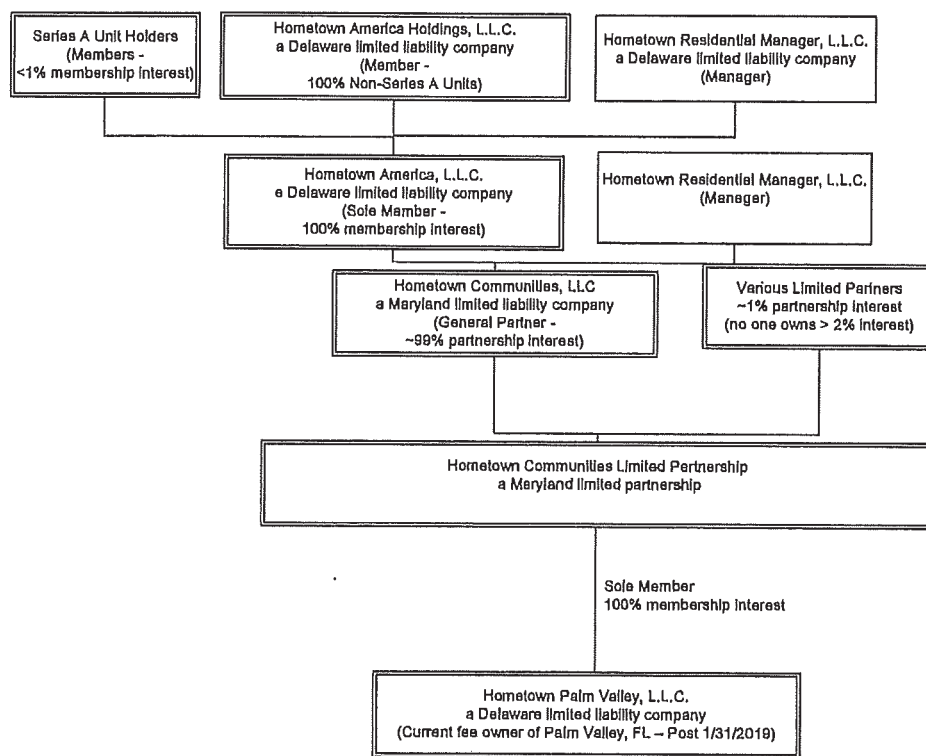 Series A Unit Holders
(Members -
<1% membership interest)
Hometown America Holdings, L.L.C.
a Delaware limited liability company
(Member -
100% Non-Series A Units)
Hometown Residential Manager, L.L.C.
a Delaware limited liability company
(Manager)
Hometown America, L.L.C.
e Delaware limited liability company
(Sole Member -
100% membership interest)
Hometown Residential Manager, L.L.C.
(Manager)
Hometown Communities, LLC
a Maryland limited liability company
(General Partner -
~99% partnership interest)
Various Limited Partners
~1% partnership interest
(no one owns > 2% interest)
Hometown Communities Limited Pertnership
a Maryland limited partnership
Sole Member
100% membership interest
Hometown Palm Valley, L.L.C.
a Delaware limited liability company
(Current fee owner of Palm Valley, FL – Post 1/31/2019)